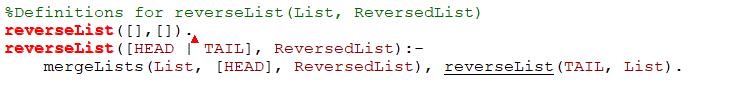 %Definitions for reverseList(List, ReversedList)
reverseList([],[]).
reverseList([HEAD | TAIL], ReversedList):-
    mergeLists(List, [HEAD], ReversedList), reverseList(TAIL, List).